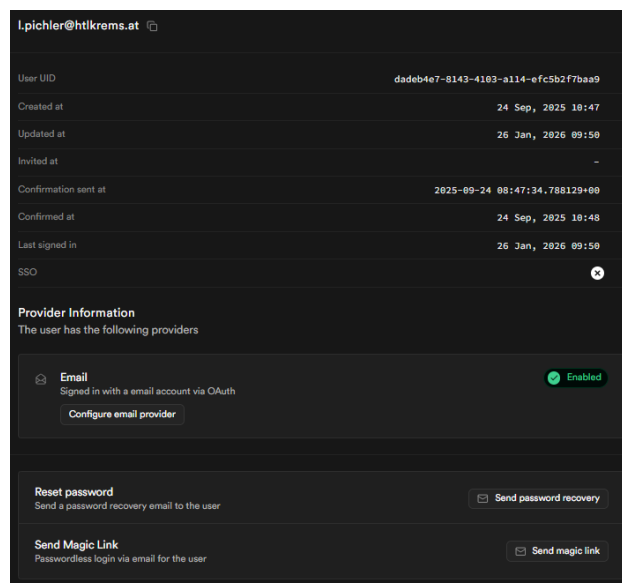 l.pichler@htlkrems.at
User UID dadeb4e7-8143-4103-a114-efc5b2f7baa9
Created at 24 Sep, 2025 10:47
Updated at 26 Jan, 2026 09:50
Invited at -
Confirmation sent at 2025-09-24 08:47:34.788129+00
Confirmed at 24 Sep, 2025 10:48
Last signed in 26 Jan, 2026 09:50
SSO
Provider Information
The user has the following providers
Email Enabled
Signed in with a email account via OAuth
Configure email provider
Reset password
Send a password recovery email to the user
Send password recovery
Send Magic Link
Passwordless login via email for the user
Send magic link